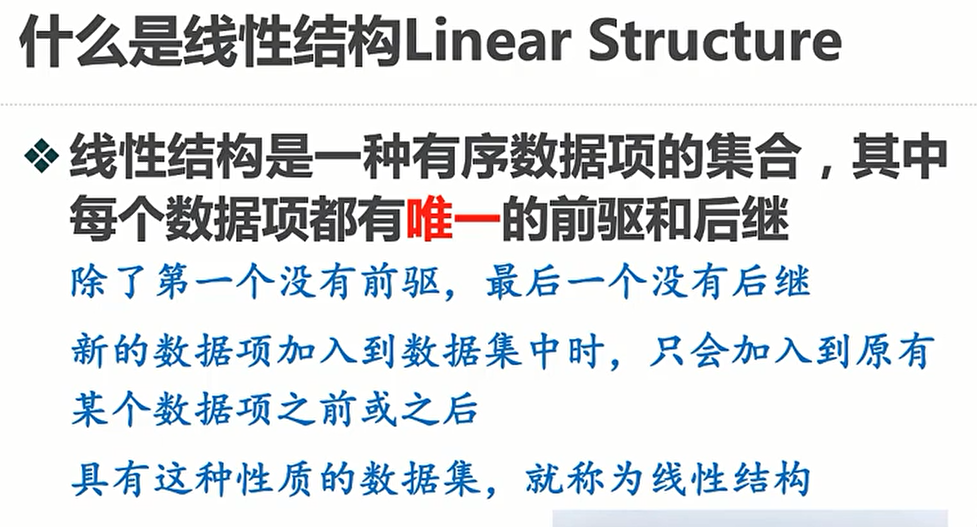 什么是线性结构Linear Structure
❖线性结构是一种有序数据项的集合，其中
每个数据项都有唯一的前驱和后继
除了第一个没有前驱，最后一个没有后继
新的数据项加入到数据集中时，只会加入到原有
某个数据项之前或之后
具有这种性质的数据集，就称为线性结构